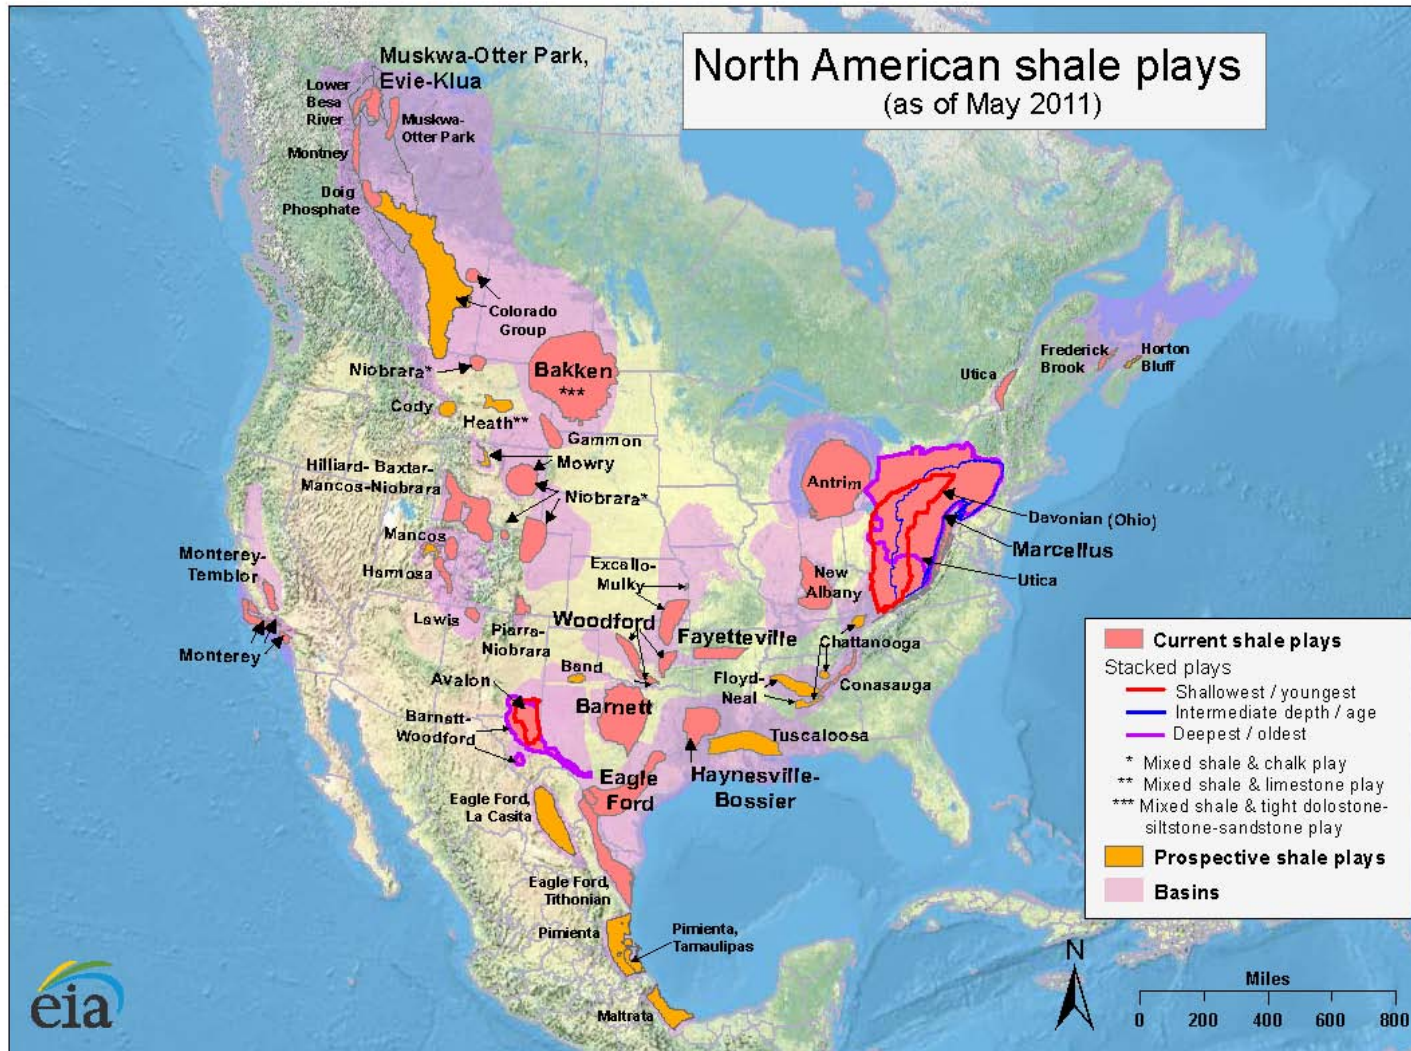 North American shale plays
(as of May 2011)
Muskwa-Otter Park,
Evie-Klua
Lower
Besa
River
Muskwa-
Otter Park
Montney
Doig
Phosphate
Colorado
Group
Niobrara*
Bakken
***
Cody
Heath**
Gammon
Mowry
Hilliard- Baxter-
Mancos-Niobrara
Niobrara*
Antrim
Utica
Frederick
Brook
Horton
Bluff
Devonian (Ohio)
Marcellus
Utica
Mancos
Hermosa
Monterey-
Temblor
Monterey
Lewis
Pierre-
Niobrara
Excello-
Mulky
New
Albany
Woodford
Fayetteville
Chattanooga
Bend
Floyd-
Neal
Conasauga
Avalon
Barnett
Barnett-
Woodford
Tuscaloosa
Haynesville-
Bossier
Eagle
Ford
Eagle Ford,
La Casita
Eagle Ford,
Tithonian
Pimienta
Pimienta,
Tamaulipas
Maltrata
Current shale plays
Stacked plays
Shallowest / youngest
Intermediate depth / age
Deepest / oldest
* Mixed shale & chalk play
** Mixed shale & limestone play
*** Mixed shale & tight dolostone-
siltstone-sandstone play
Prospective shale plays
Basins
N
Miles
0 200 400 600 800
eia